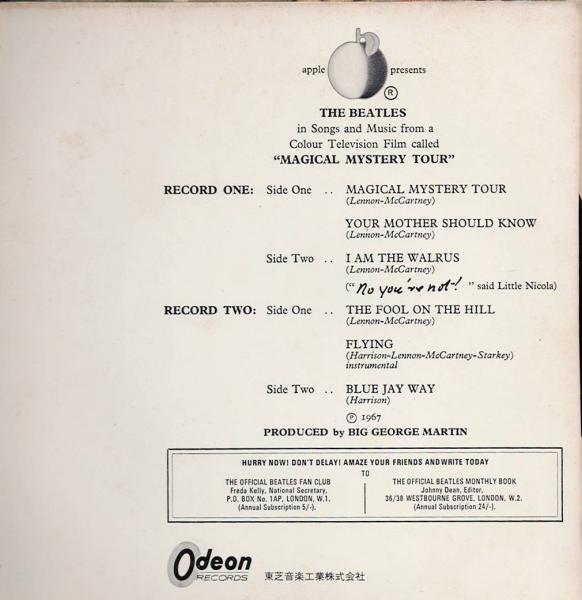 apple presents
®
THE BEATLES
in Songs and Music from a
Colour Television Film called
“MAGICAL MYSTERY TOUR”
RECORD ONE: Side One .. MAGICAL MYSTERY TOUR
(Lennon-McCartney)
YOUR MOTHER SHOULD KNOW
(Lennon-McCartney)
Side Two .. I AM THE WALRUS
(Lennon-McCartney)
(“ No you're not! ” said Little Nicola)
RECORD TWO: Side One .. THE FOOL ON THE HILL
(Lennon-McCartney)
FLYING
(Harrison-Lennon-McCartney-Starkey)
instrumental
Side Two .. BLUE JAY WAY
(Harrison)
℗ 1967
PRODUCED by BIG GEORGE MARTIN
HURRY NOW! DON'T DELAY! AMAZE YOUR FRIENDS AND WRITE TODAY
TO
THE OFFICIAL BEATLES FAN CLUB
Freda Kelly, National Secretary,
P.O. BOX No. 1AP, LONDON, W.1.
(Annual Subscription 5/-).
THE OFFICIAL BEATLES MONTHLY BOOK
Johnny Dean, Editor,
36/38 WESTBOURNE GROVE, LONDON, W.2.
(Annual Subscription 24/-).
Odeon
RECORDS
東芝音楽工業株式会社